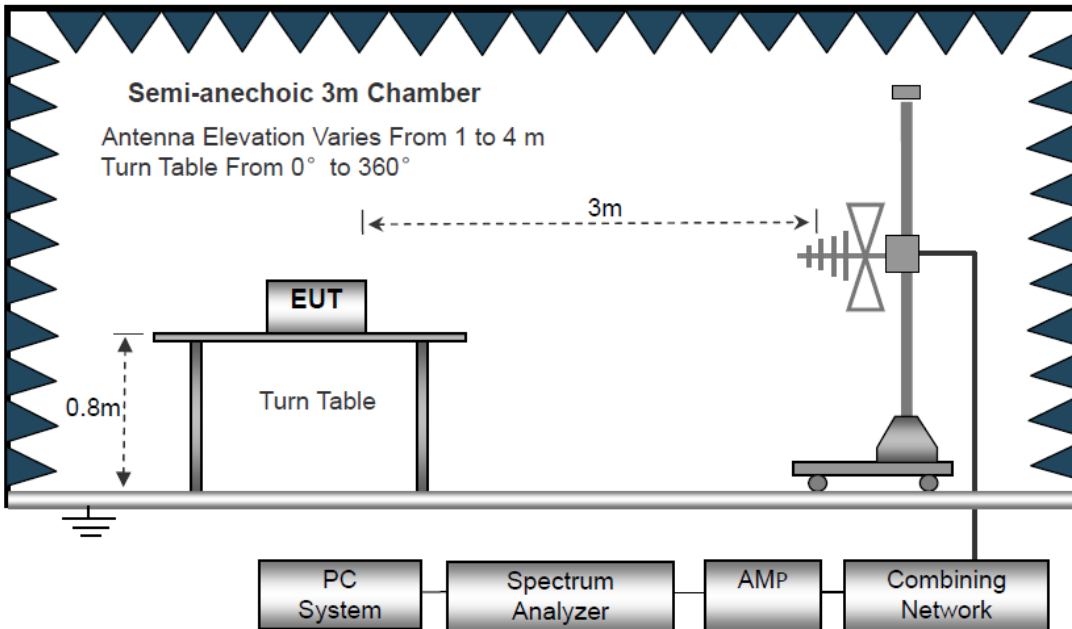 Semi-anechoic 3m Chamber
Antenna Elevation Varies From 1 to 4 m
Turn Table From 0° to 360°
3m
EUT
0.8m
Turn Table
PC
System
Spectrum
Analyzer
AMP
Combining
Network